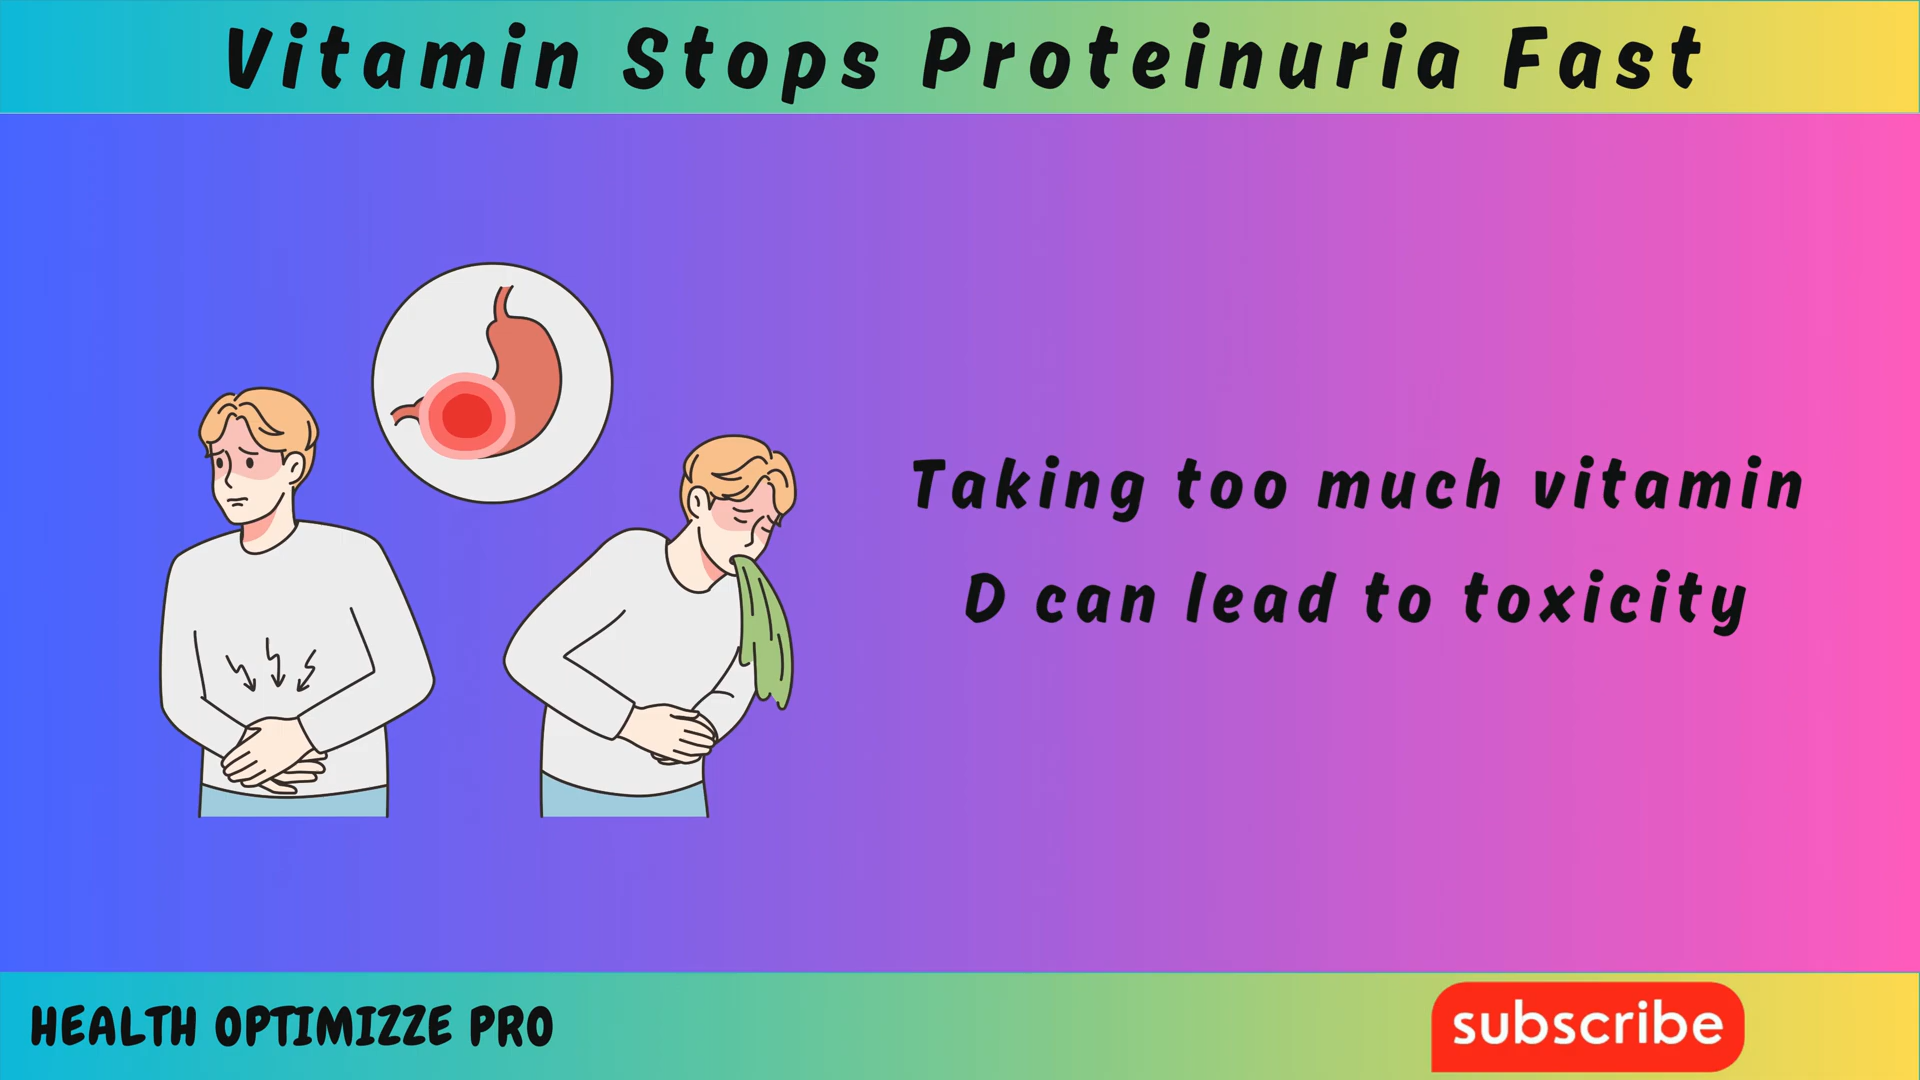 Vitamin Stops Proteinuria Fast
Taking too much vitamin
D can lead to toxicity
HEALTH OPTIMIZZE PRO
subscribe